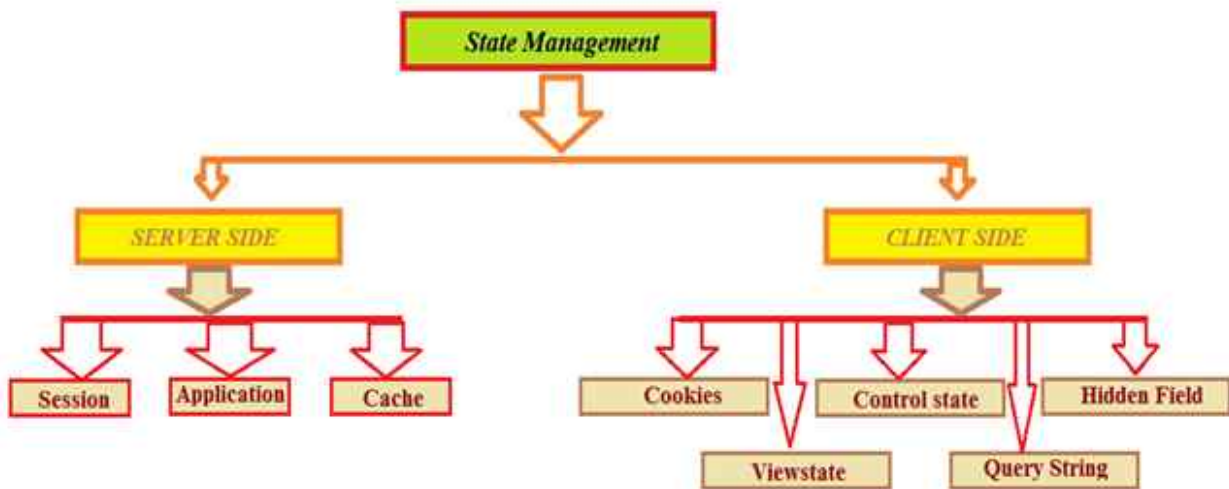 State Management
SERVER SIDE
CLIENT SIDE
Session
Application
Cache
Cookies
Control state
Hidden Field
Viewstate
Query String